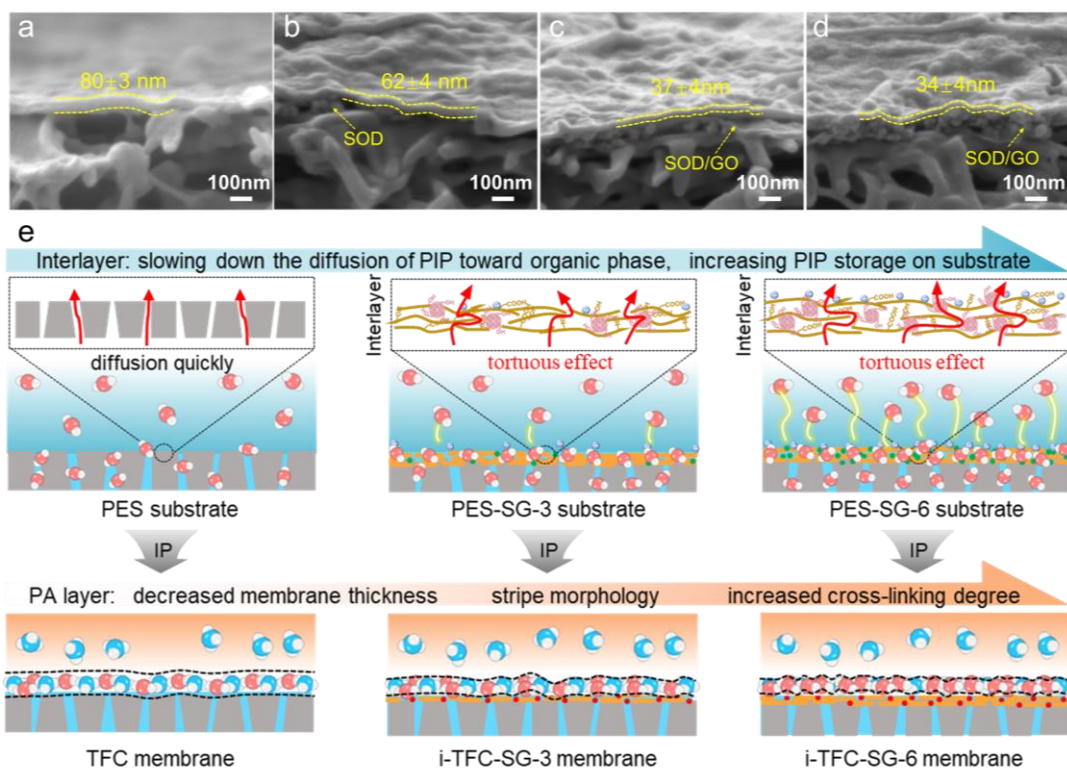 a
80±3 nm
100nm
b
62±4 nm
SOD
100nm
c
37±4nm
SOD/GO
100nm
d
34±4nm
SOD/GO
100nm
e
Interlayer: slowing down the diffusion of PIP toward organic phase, increasing PIP storage on substrate
diffusion quickly
PES substrate
Interlayer
COOH
tortuous effect
PES-SG-3 substrate
Interlayer
COOH
COOH
tortuous effect
PES-SG-6 substrate
IP
IP
IP
PA layer: decreased membrane thickness stripe morphology increased cross-linking degree
TFC membrane
i-TFC-SG-3 membrane
i-TFC-SG-6 membrane